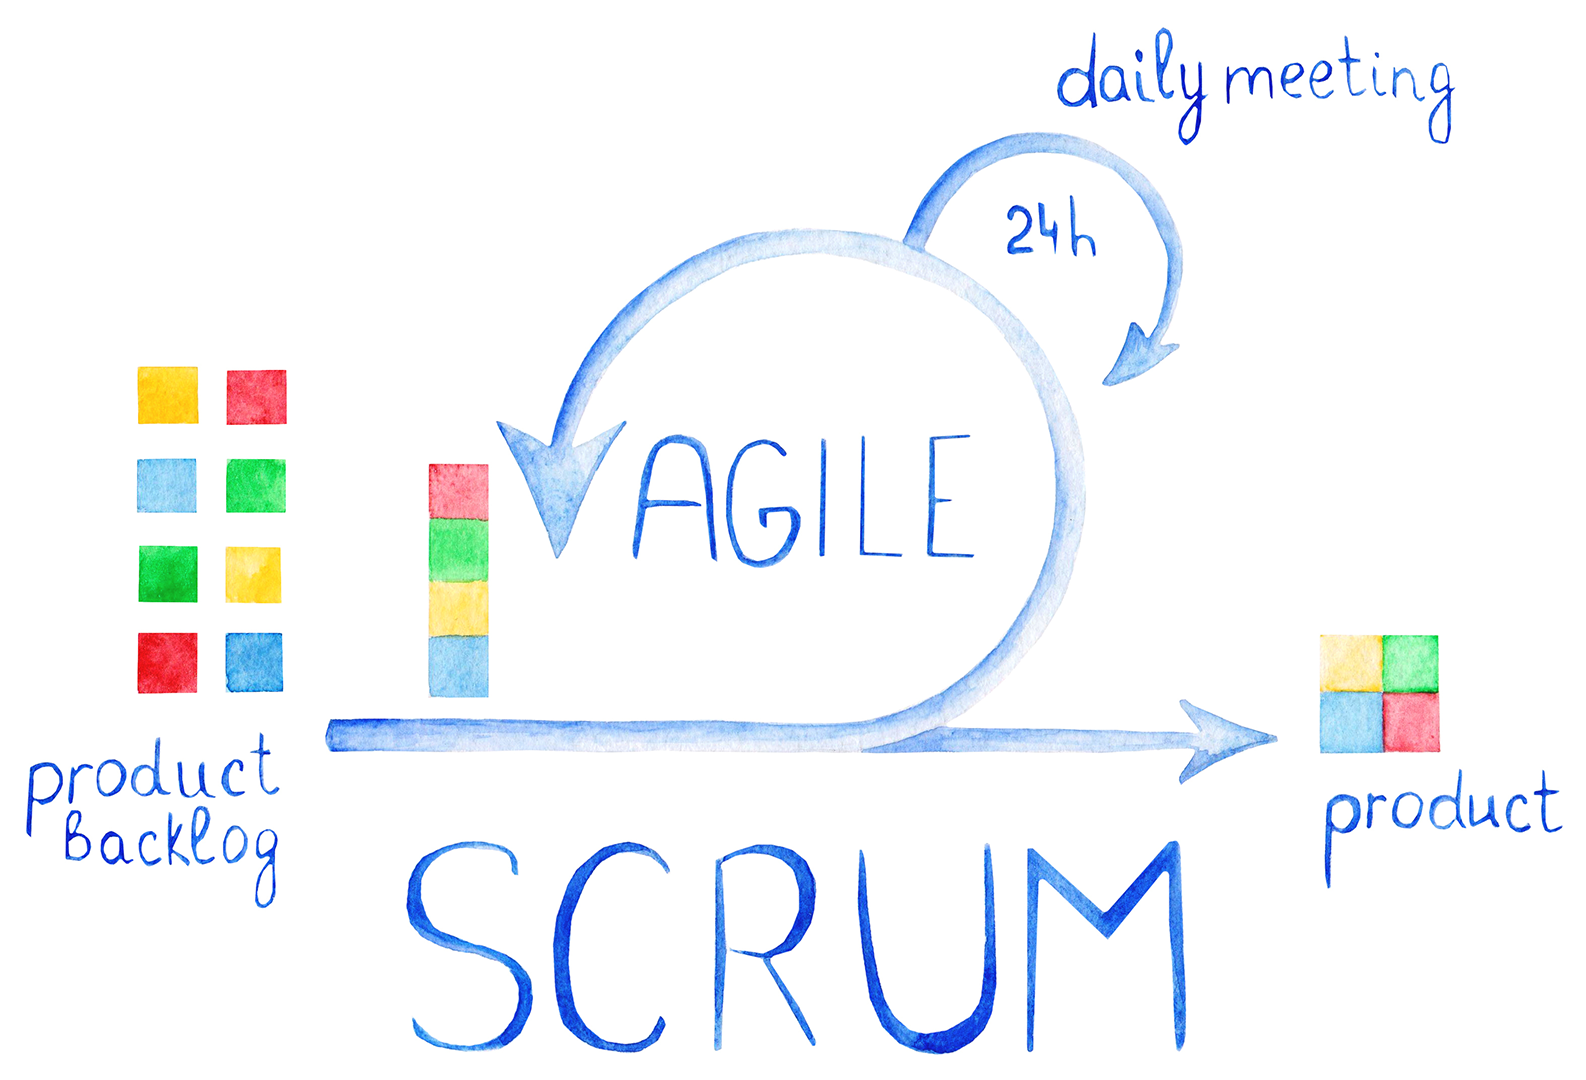 daily meeting
24h
AGILE
product
backlog
product
SCRUM